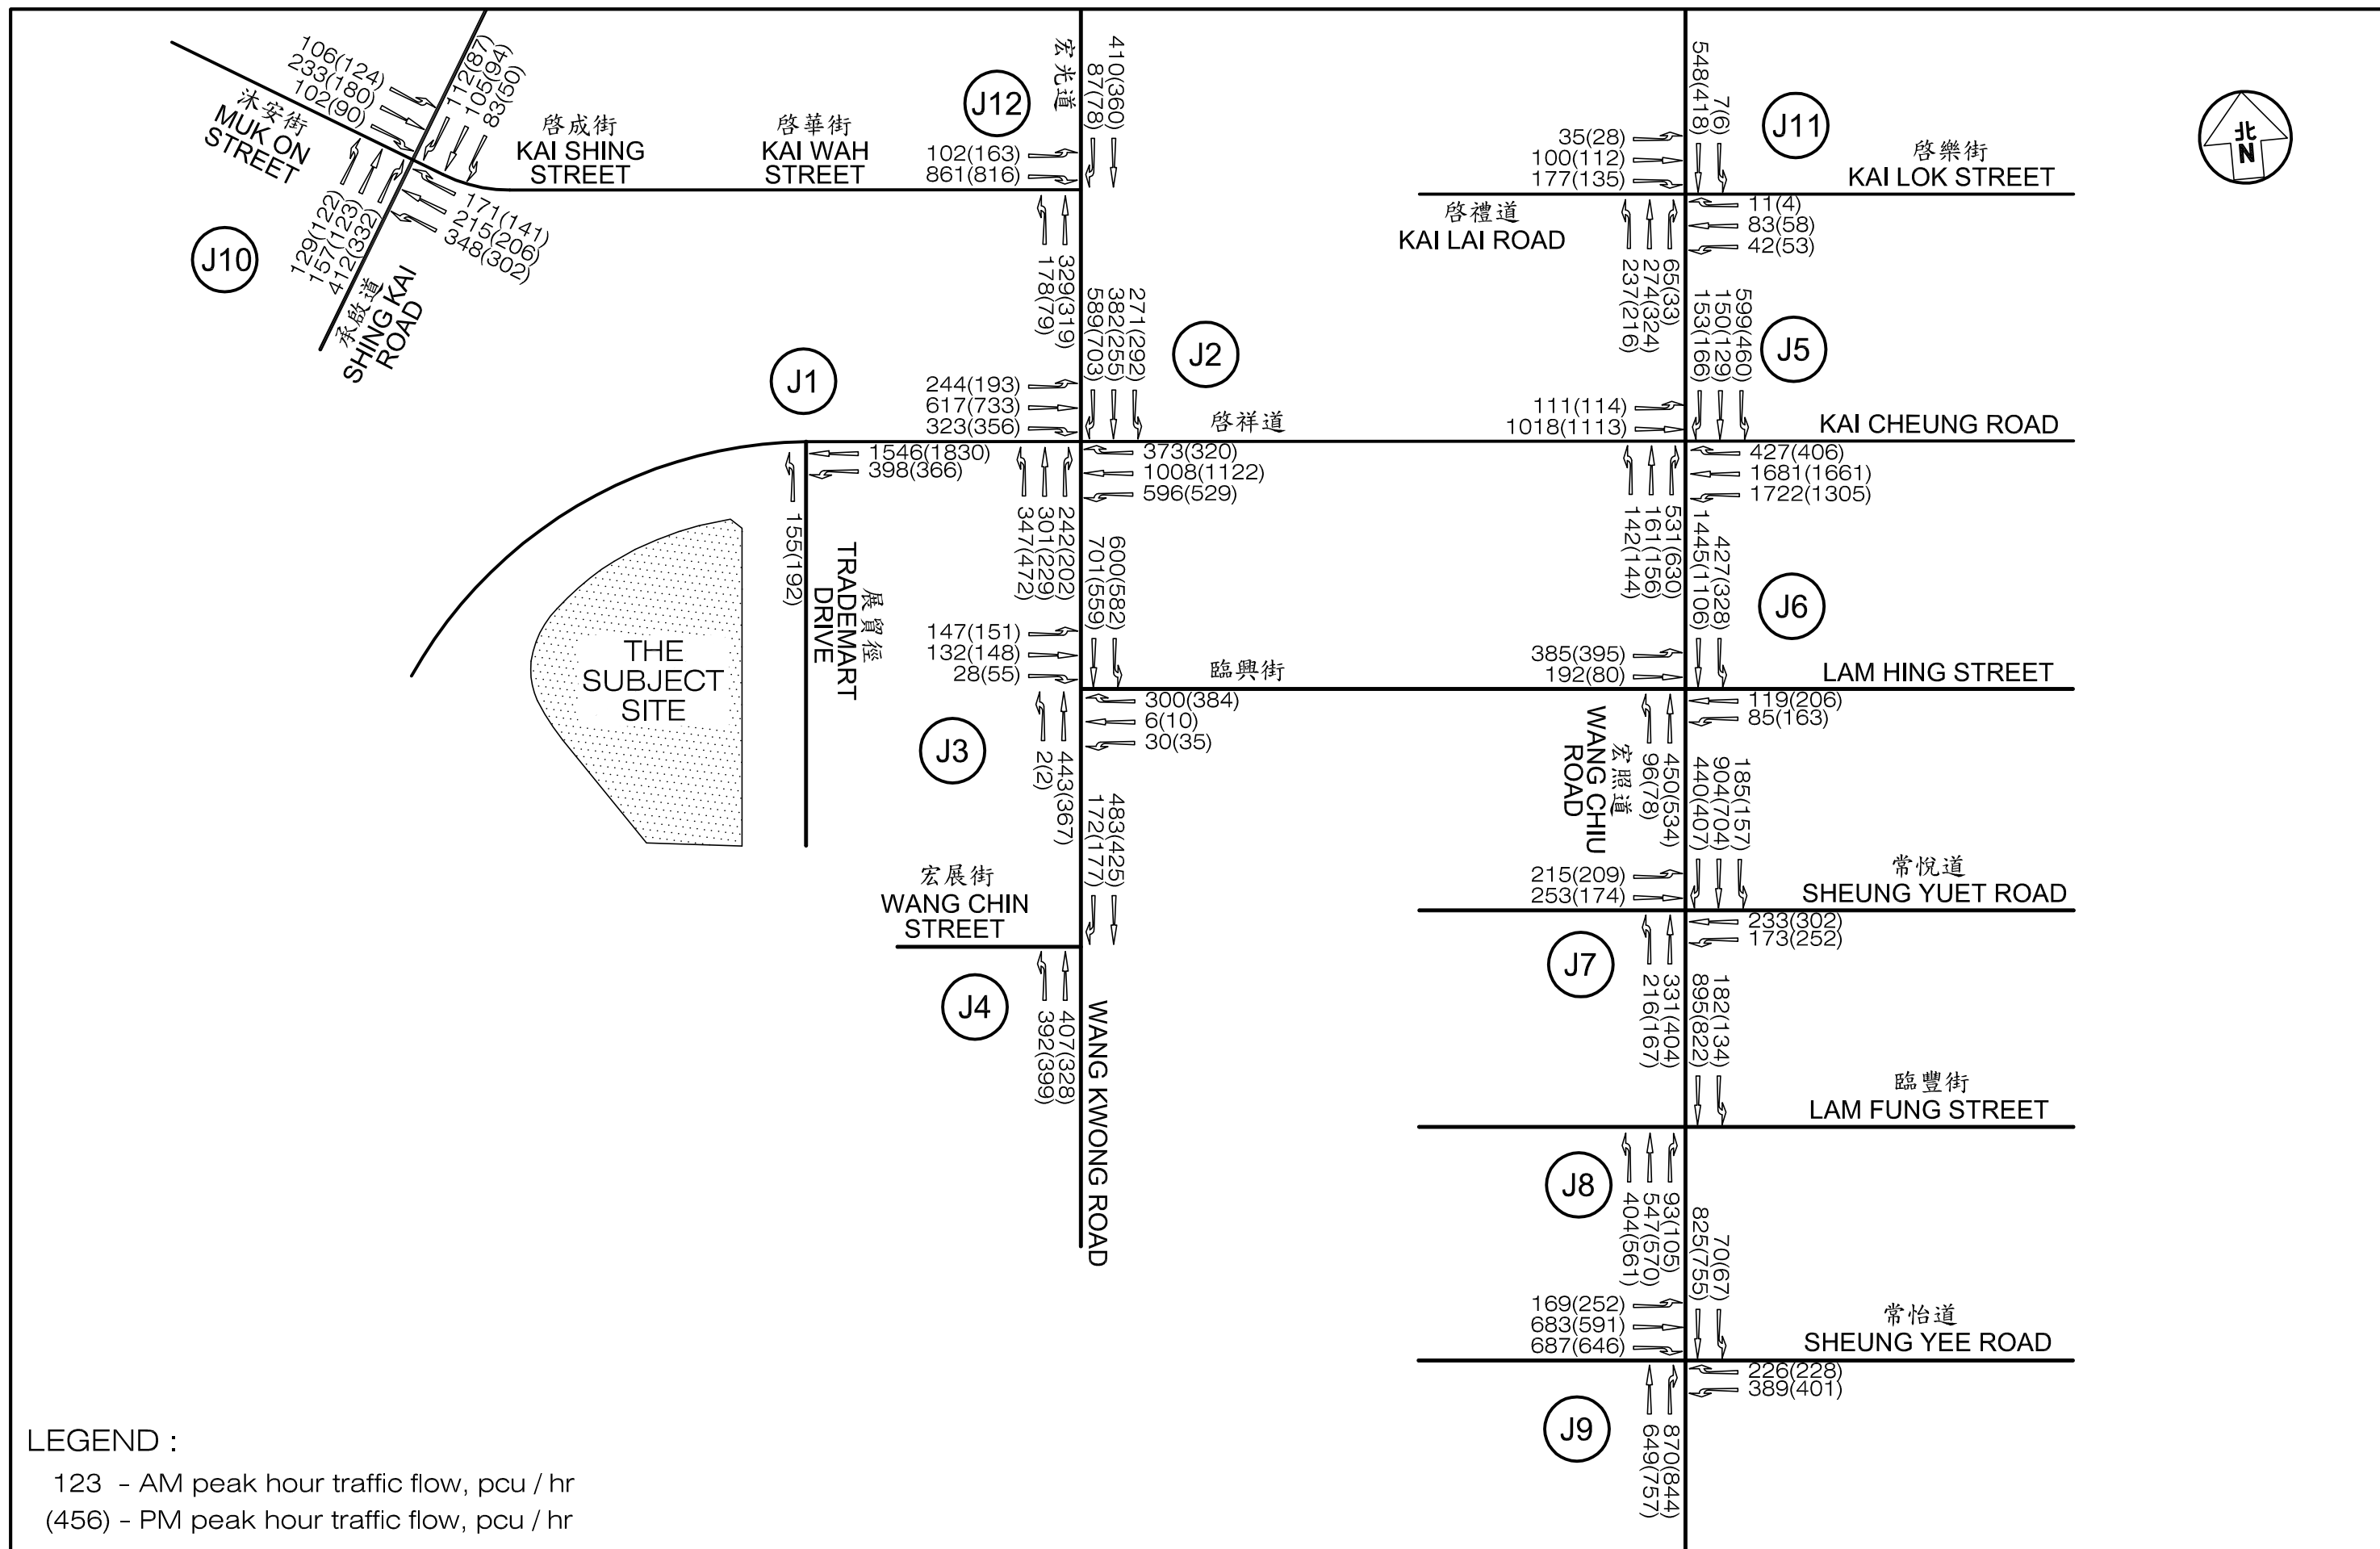 106(124)
233(180)
102(90)
112(87)
105(94)
83(50)
沐安街
MUK ON
STREET
129(122)
157(123)
412(332)
171(141)
215(206)
348(302)
J10
承啟道
SHING KAI
ROAD
啓成街
KAI SHING
STREET
啓華街
KAI WAH
STREET
J12
宏光道
410(360)
87(78)
102(163)
861(816)
329(319)
178(79)
548(418)
7(6)
J11
35(28)
100(112)
177(135)
啓樂街
KAI LOK STREET
北
N
啓禮道
KAI LAI ROAD
11(4)
83(58)
42(53)
65(33)
274(324)
237(216)
J1
244(193)
617(733)
323(356)
271(292)
382(255)
589(703)
J2
啓祥道
111(114)
1018(1113)
599(460)
150(129)
153(166)
J5
KAI CHEUNG ROAD
1546(1830)
398(366)
155(192)
373(320)
1008(1122)
596(529)
242(202)
301(229)
347(472)
427(406)
1681(1661)
1722(1305)
531(630)
161(156)
142(144)
THE
SUBJECT
SITE
展貿徑
TRADEMART
DRIVE
600(582)
701(559)
147(151)
132(148)
28(55)
臨興街
427(328)
1445(1106)
J6
385(395)
192(80)
LAM HING STREET
J3
300(384)
6(10)
30(35)
443(367)
2(2)
119(206)
85(163)
宏照道
WANG CHIU
ROAD
450(534)
96(78)
483(425)
172(177)
185(157)
904(704)
440(407)
宏展街
WANG CHIN
STREET
215(209)
253(174)
常悅道
SHEUNG YUET ROAD
J4
407(328)
392(399)
WANG KWONG ROAD
J7
233(302)
173(252)
331(404)
216(167)
182(134)
895(822)
臨豐街
LAM FUNG STREET
J8
93(105)
547(570)
404(561)
70(67)
825(755)
169(252)
683(591)
687(646)
常怡道
SHEUNG YEE ROAD
J9
226(228)
389(401)
870(844)
649(757)
LEGEND :
123 - AM peak hour traffic flow, pcu / hr
(456) - PM peak hour traffic flow, pcu / hr